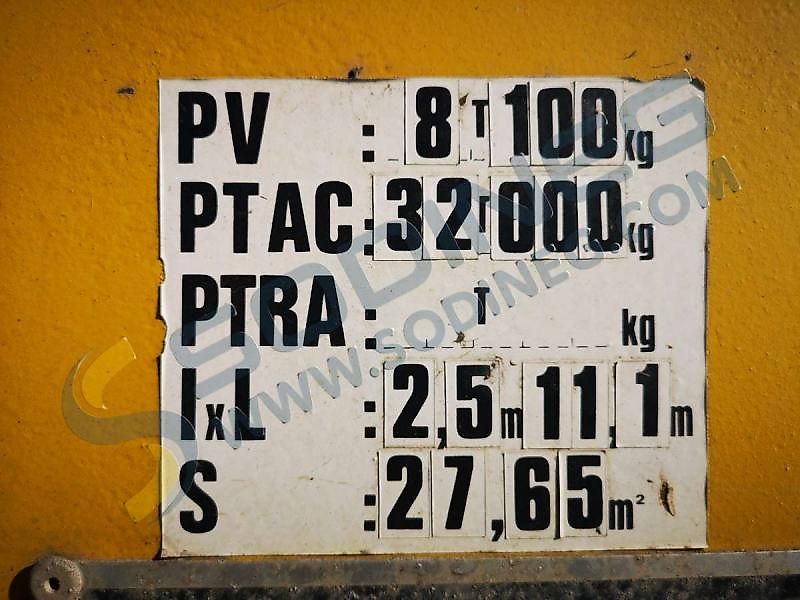 PV : 8 T 100 kg
PTAC : 32 T 000 kg
PTRA : T kg
IxL : 2,5 m 11,1 m
S : 27,65 m²
SODINEG
WWW.SODINEG.COM